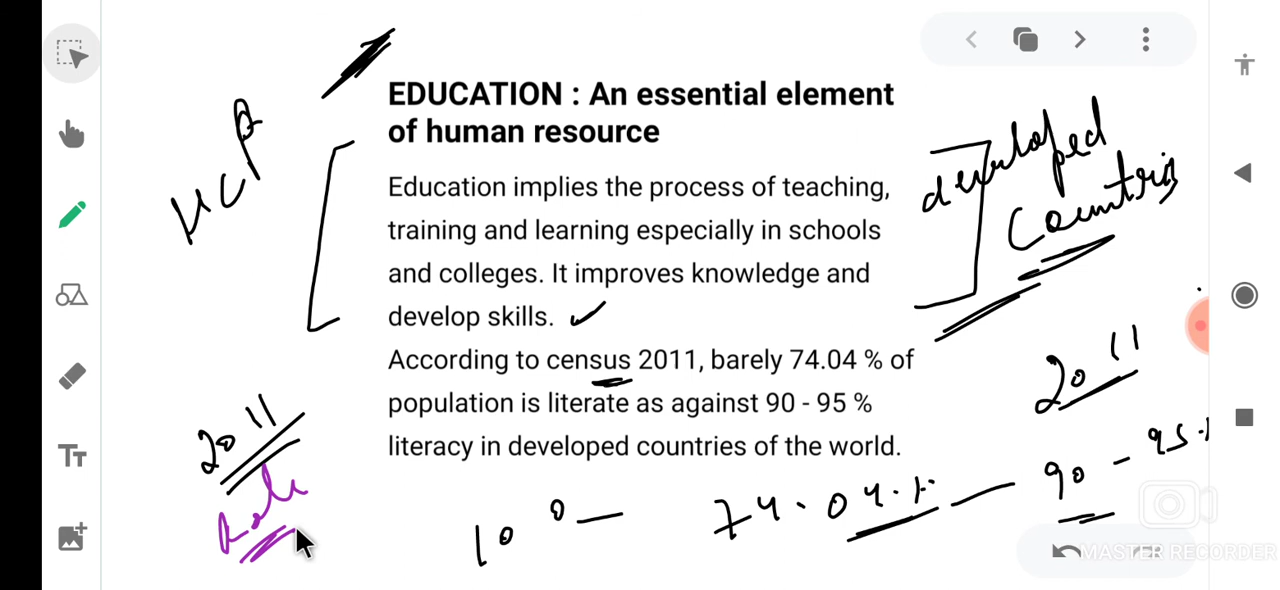 EDUCATION : An essential element
of human resource
Education implies the process of teaching,
training and learning especially in schools
and colleges. It improves knowledge and
develop skills.
According to census 2011, barely 74.04 % of
population is literate as against 90 - 95 %
literacy in developed countries of the world.
developed
Countris
2011
2011
100 —
74.04.%
— 90 - 95.%
Tт
MASTER RECORDER